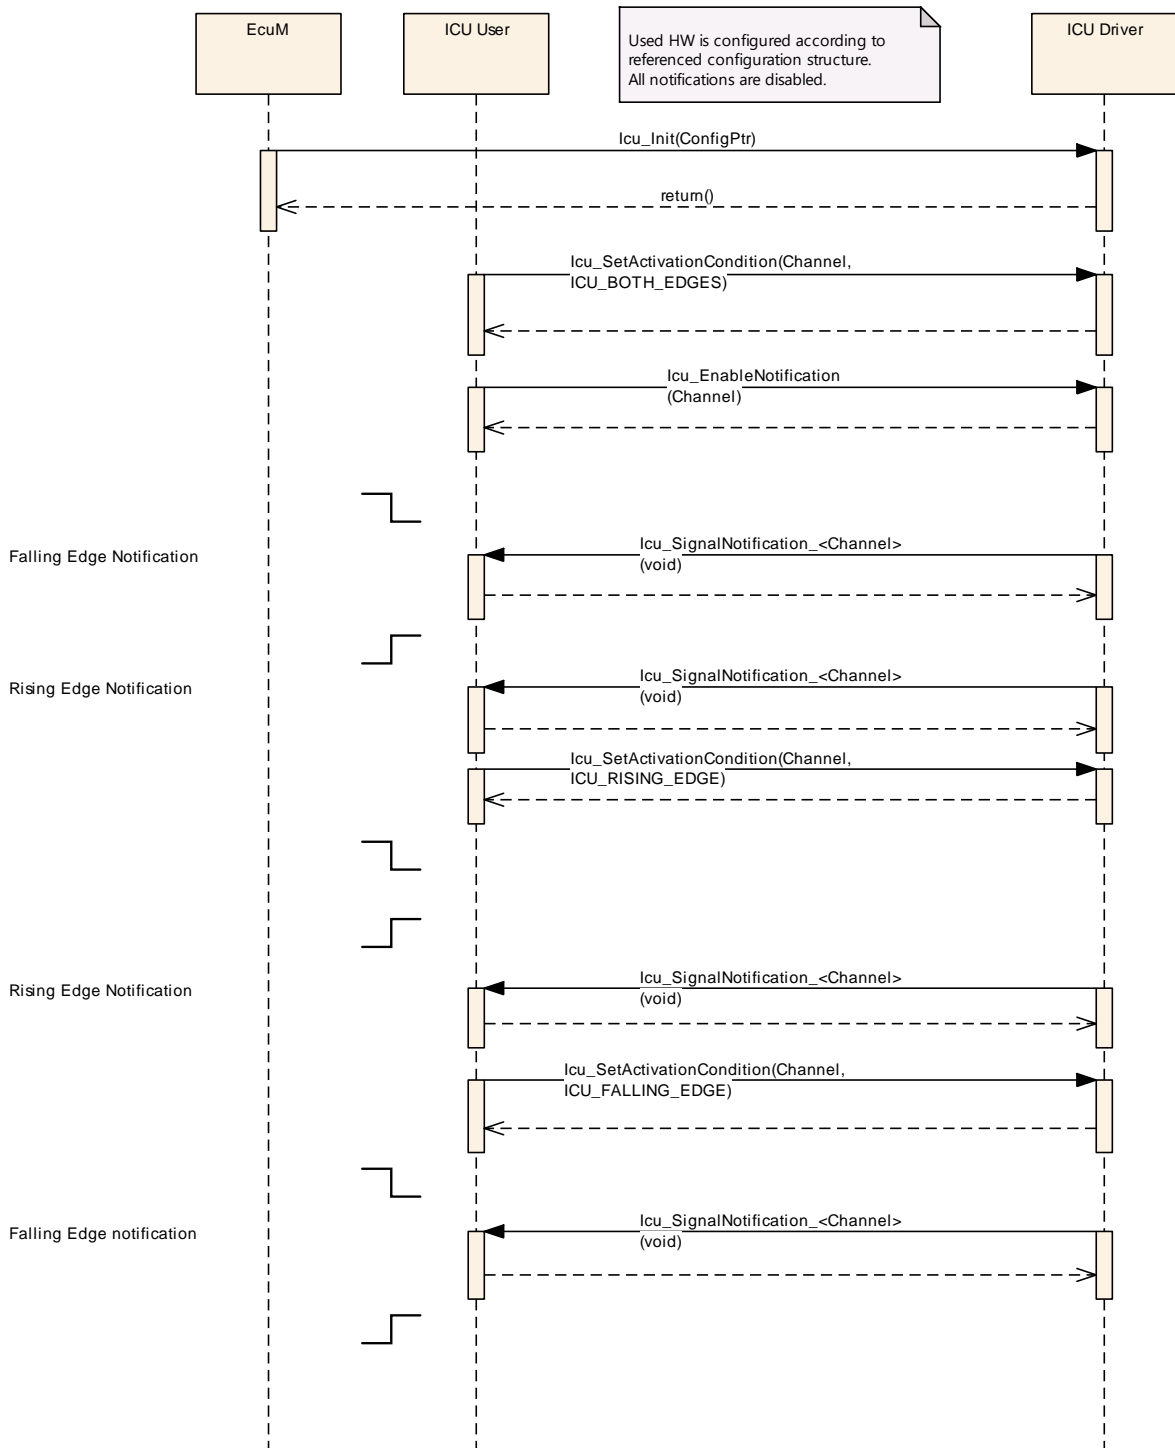 EcuM
ICU User
Used HW is configured according to
referenced configuration structure.
All notifications are disabled.
ICU Driver
Icu_Init(ConfigPtr)
return()
Icu_SetActivationCondition(Channel,
ICU_BOTH_EDGES)
Icu_EnableNotification
(Channel)
Falling Edge Notification
Icu_SignalNotification_<Channel>
(void)
Rising Edge Notification
Icu_SignalNotification_<Channel>
(void)
Icu_SetActivationCondition(Channel,
ICU_RISING_EDGE)
Rising Edge Notification
Icu_SignalNotification_<Channel>
(void)
Icu_SetActivationCondition(Channel,
ICU_FALLING_EDGE)
Falling Edge notification
Icu_SignalNotification_<Channel>
(void)